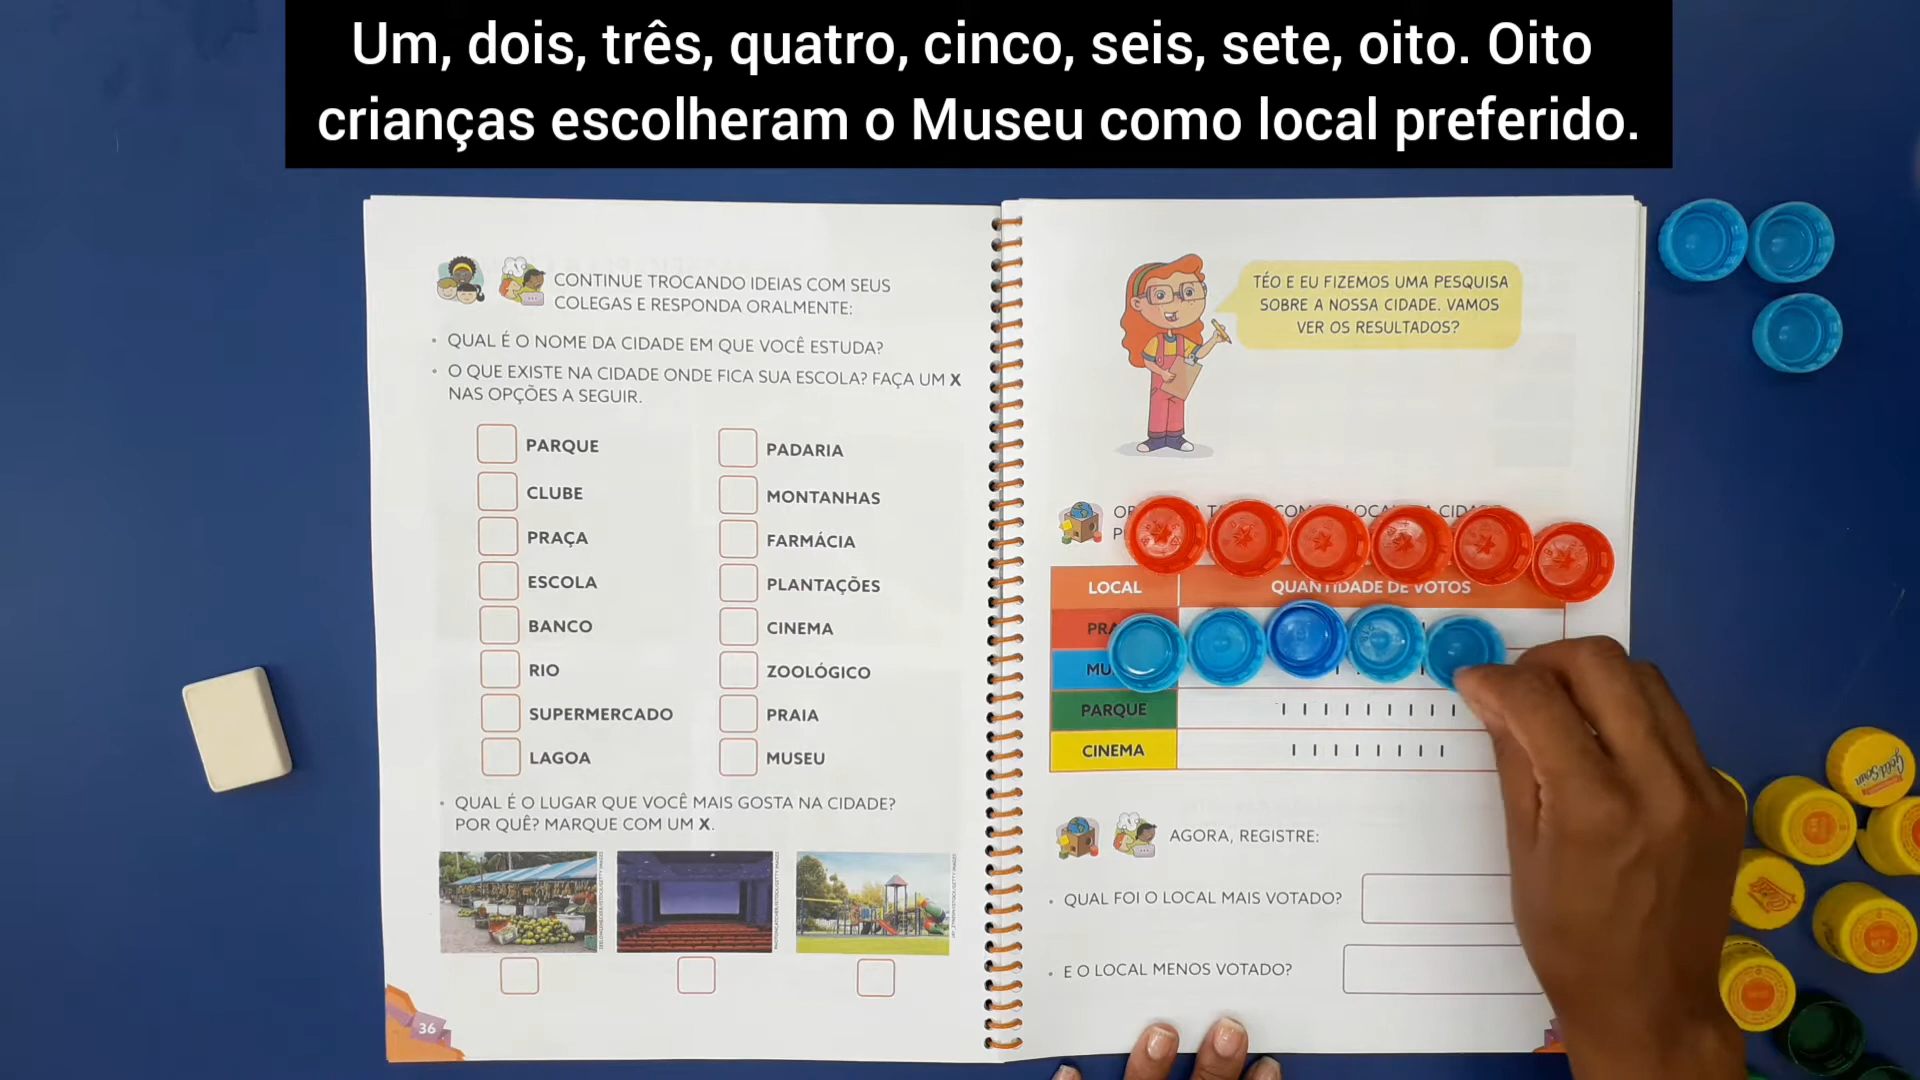 Um, dois, três, quatro, cinco, seis, sete, oito. Oito
crianças escolheram o Museu como local preferido.
CONTINUE TROCANDO IDEIAS COM SEUS
COLEGAS E RESPONDA ORALMENTE:
• QUAL É O NOME DA CIDADE EM QUE VOCÊ ESTUDA?
• O QUE EXISTE NA CIDADE ONDE FICA SUA ESCOLA? FAÇA UM X
NAS OPÇÕES A SEGUIR.
PARQUE
CLUBE
PRAÇA
ESCOLA
BANCO
RIO
SUPERMERCADO
LAGOA
PADARIA
MONTANHAS
FARMÁCIA
PLANTAÇÕES
CINEMA
ZOOLÓGICO
PRAIA
MUSEU
• QUAL É O LUGAR QUE VOCÊ MAIS GOSTA NA CIDADE?
POR QUÊ? MARQUE COM UM X.
36
TÉO E EU FIZEMOS UMA PESQUISA
SOBRE A NOSSA CIDADE. VAMOS
VER OS RESULTADOS?
LOCAL QUANTIDADE DE VOTOS
PARQUE
CINEMA
AGORA, REGISTRE:
• QUAL FOI O LOCAL MAIS VOTADO?
• E O LOCAL MENOS VOTADO?